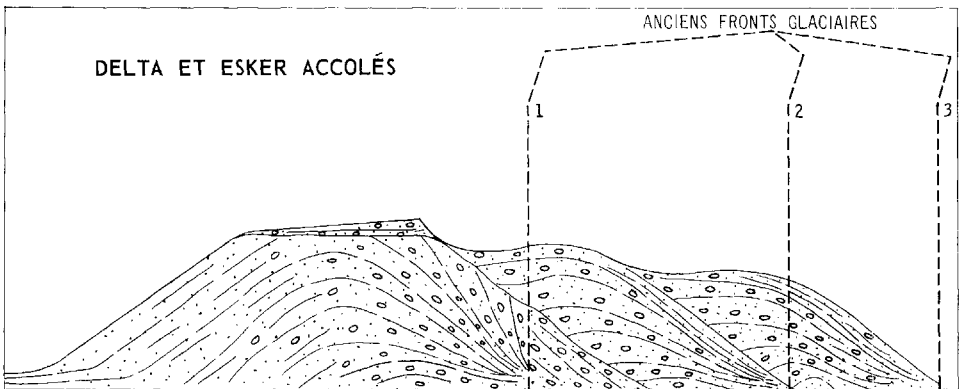 ANCIENS FRONTS GLACIAIRES
DELTA ET ESKER ACCOLÉS
1
2
3